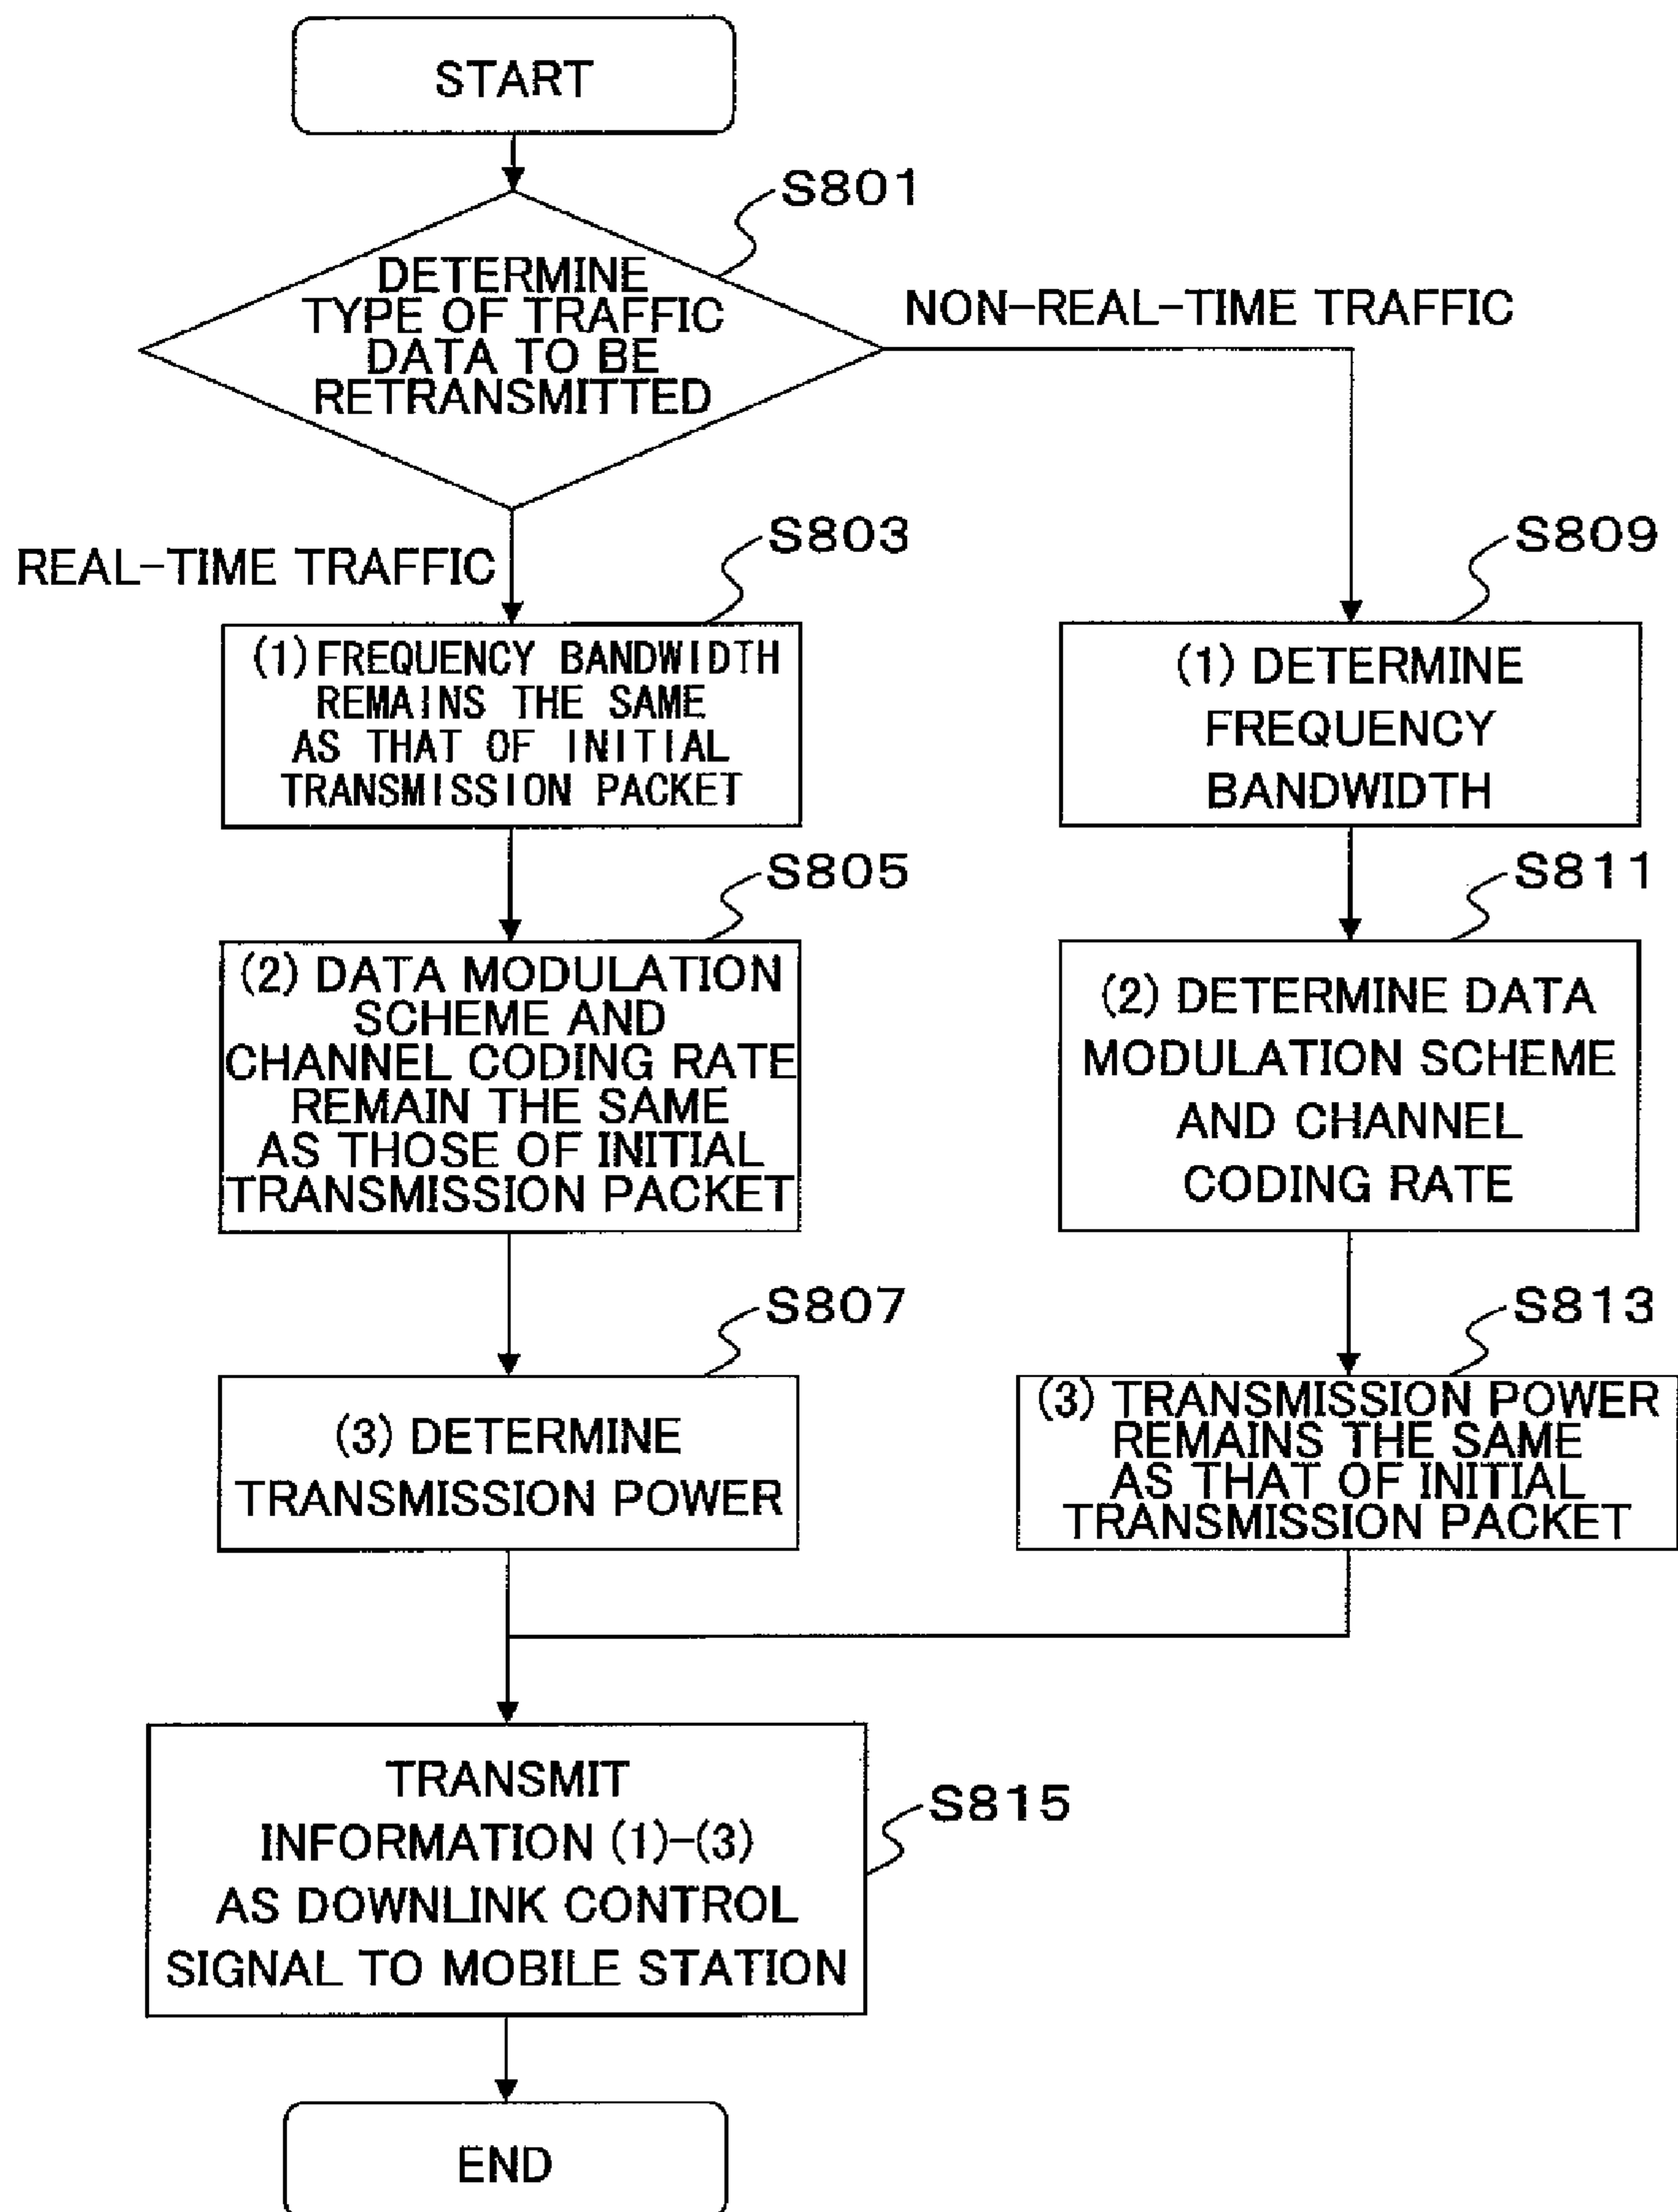 START
S801
DETERMINE
TYPE OF TRAFFIC
DATA TO BE
RETRANSMITTED
NON-REAL-TIME TRAFFIC
REAL-TIME TRAFFIC
S803
(1) FREQUENCY BANDWIDTH
REMAINS THE SAME
AS THAT OF INITIAL
TRANSMISSION PACKET
S809
(1) DETERMINE
FREQUENCY
BANDWIDTH
S805
(2) DATA MODULATION
SCHEME AND
CHANNEL CODING RATE
REMAIN THE SAME
AS THOSE OF INITIAL
TRANSMISSION PACKET
S811
(2) DETERMINE DATA
MODULATION SCHEME
AND CHANNEL
CODING RATE
S807
(3) DETERMINE
TRANSMISSION POWER
S813
(3) TRANSMISSION POWER
REMAINS THE SAME
AS THAT OF INITIAL
TRANSMISSION PACKET
TRANSMIT
INFORMATION (1)-(3)
AS DOWNLINK CONTROL
SIGNAL TO MOBILE STATION
S815
END